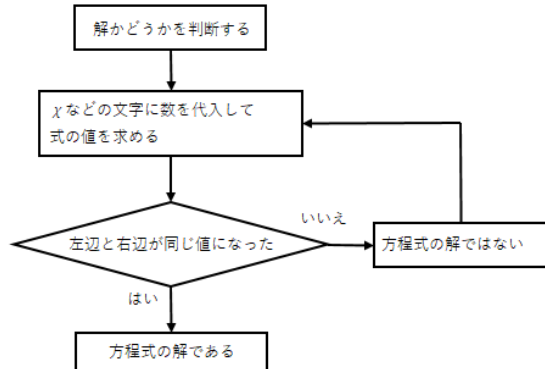 解かどうかを判断する
χなどの文字に数を代入して
式の値を求める
左辺と右辺が同じ値になった
いいえ
方程式の解ではない
はい
方程式の解である